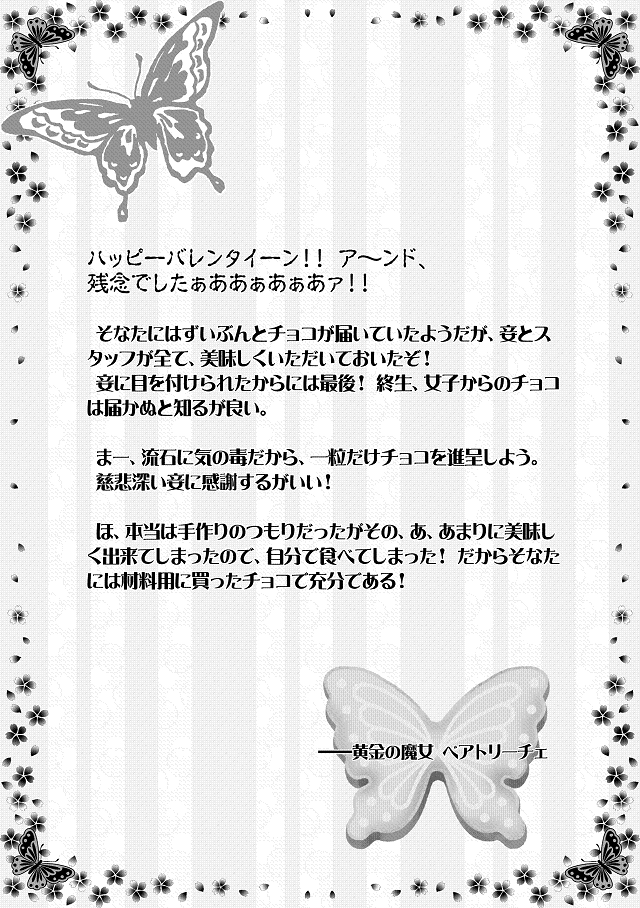 ハッピーバレンタイーン!! ア〜ンド、
残念でしたぁああぁあぁあァ!!
そなたにはずいぶんとチョコが届いていたようだが、妾とス
タッフが全て、美味しくいただいておいたぞ!
妾に目を付けられたからには最後! 終生、女子からのチョコ
は届かぬと知るが良い。
まー、流石に気の毒だから、一粒だけチョコを進呈しよう。
慈悲深い妾に感謝するがいい!
ほ、本当は手作りのつもりだったがその、あ、あまりに美味し
く出来てしまったので、自分で食べてしまった! だからそなた
には材料用に買ったチョコで充分である!
――黄金の魔女 ベアトリーチェ